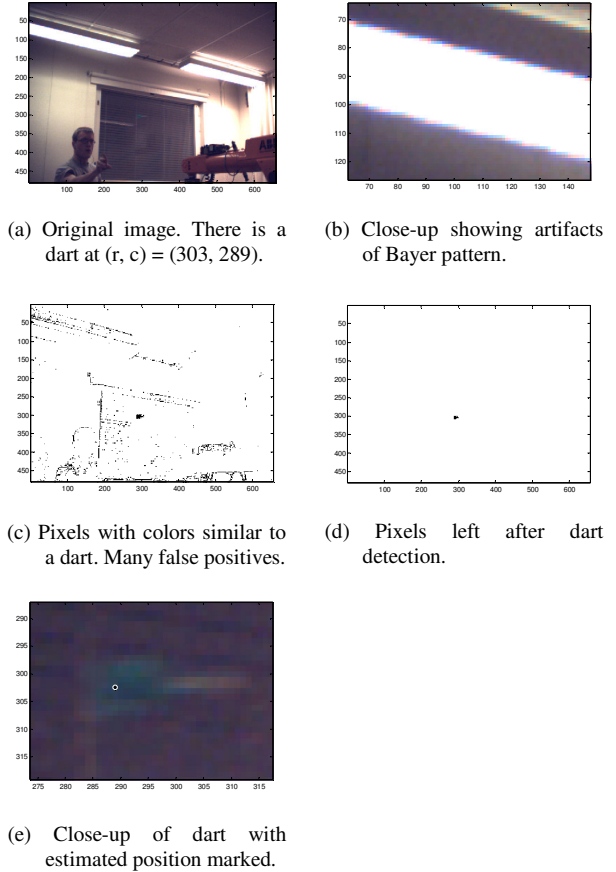 0
50
100
150
200
250
300
350
400
450
100 200 300 400 500 600
70
80
90
100
110
120
70 80 90 100 110 120 130 140
(a) Original image. There is a
dart at (r, c) = (303, 289).
(b) Close-up showing artifacts
of Bayer pattern.
0
50
100
150
200
250
300
350
400
450
100 200 300 400 500 600
0
50
100
150
200
250
300
350
400
450
100 200 300 400 500 600
(c) Pixels with colors similar to
a dart. Many false positives.
(d) Pixels left after dart
detection.
290
295
300
305
310
315
275 280 285 290 295 300 305 310 315
(e) Close-up of dart with
estimated position marked.